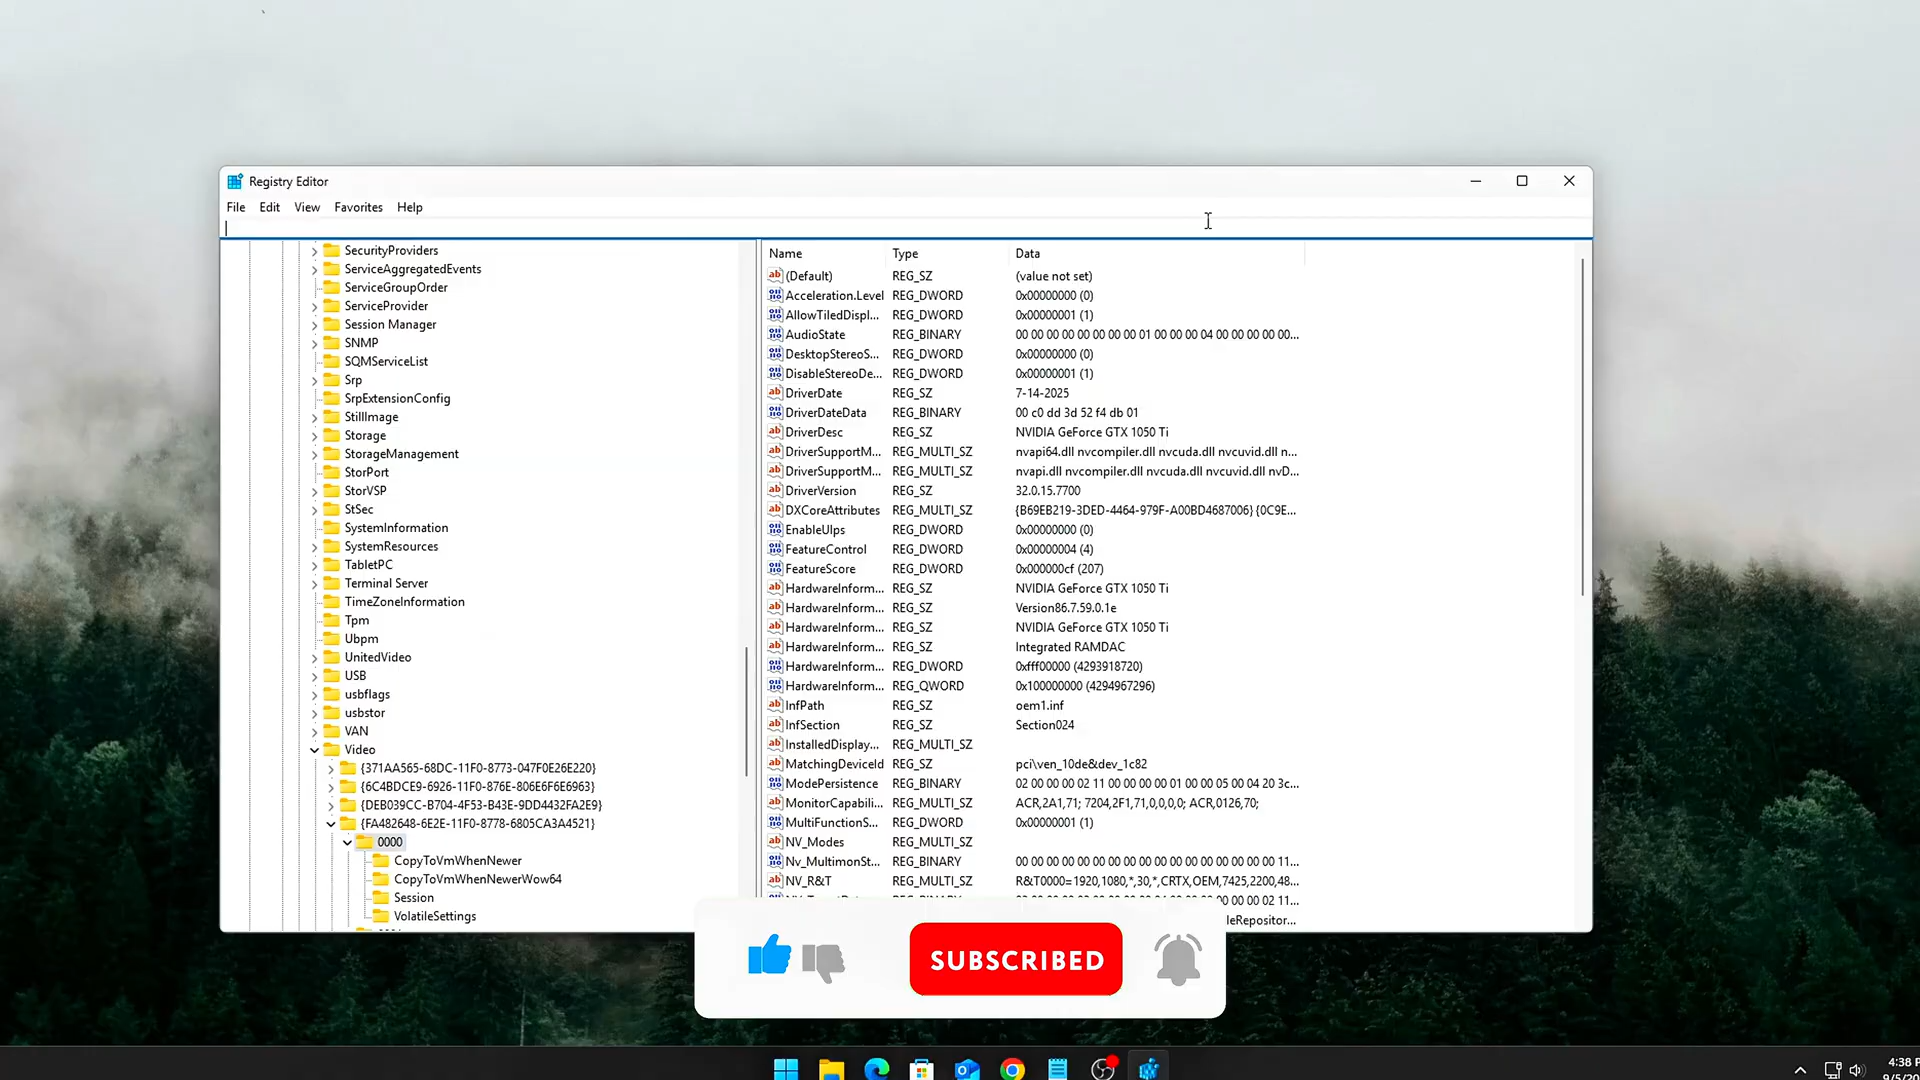 Registry Editor
File Edit View Favorites Help
SecurityProviders
ServiceAggregatedEvents
ServiceGroupOrder
ServiceProvider
Session Manager
SNMP
SQMServiceList
Srp
SrpExtensionConfig
StillImage
Storage
StorageManagement
StorPort
StorVSP
StSec
SystemInformation
SystemResources
TabletPC
Terminal Server
TimeZoneInformation
Tpm
Ubpm
UnitedVideo
USB
usbflags
usbstor
VAN
Video
{371AA565-68DC-11F0-8773-047F0E26E220}
{6C4BDCE9-6926-11F0-876E-806E6F6E6963}
{DEB039CC-B704-4F53-B43E-9DD4432FA2E9}
{FA482648-6E2E-11F0-8778-6805CA3A4521}
0000
CopyToVmWhenNewer
CopyToVmWhenNewerWow64
Session
VolatileSettings
Name Type Data
(Default) REG_SZ (value not set)
Acceleration.Level REG_DWORD 0x00000000 (0)
AllowTiledDispl... REG_DWORD 0x00000001 (1)
AudioState REG_BINARY 00 00 00 00 00 00 00 00 01 00 00 00 04 00 00 00 00 00...
DesktopStereoS... REG_DWORD 0x00000000 (0)
DisableStereoDe... REG_DWORD 0x00000001 (1)
DriverDate REG_SZ 7-14-2025
DriverDateData REG_BINARY 00 c0 dd 3d 52 f4 db 01
DriverDesc REG_SZ NVIDIA GeForce GTX 1050 Ti
DriverSupportM... REG_MULTI_SZ nvapi64.dll nvcompiler.dll nvcuda.dll nvcuvid.dll n...
DriverSupportM... REG_MULTI_SZ nvapi.dll nvcompiler.dll nvcuda.dll nvcuvid.dll nvD...
DriverVersion REG_SZ 32.0.15.7700
DXCoreAttributes REG_MULTI_SZ {B69EB219-3DED-4464-979F-A00BD4687006} {0C9E...
EnableUlps REG_DWORD 0x00000000 (0)
FeatureControl REG_DWORD 0x00000004 (4)
FeatureScore REG_DWORD 0x000000cf (207)
HardwareInform... REG_SZ NVIDIA GeForce GTX 1050 Ti
HardwareInform... REG_SZ Version86.7.59.0.1e
HardwareInform... REG_SZ NVIDIA GeForce GTX 1050 Ti
HardwareInform... REG_SZ Integrated RAMDAC
HardwareInform... REG_DWORD 0xfff00000 (4293918720)
HardwareInform... REG_QWORD 0x100000000 (4294967296)
InfPath REG_SZ oem1.inf
InfSection REG_SZ Section024
InstalledDisplay... REG_MULTI_SZ
MatchingDeviceId REG_SZ pci\ven_10de&dev_1c82
ModePersistence REG_BINARY 02 00 00 00 02 11 00 00 00 00 01 00 00 05 00 04 20 3c...
MonitorCapabili... REG_MULTI_SZ ACR,2A1,71; 7204,2F1,71,0,0,0,0; ACR,0126,70;
MultiFunctionS... REG_DWORD 0x00000001 (1)
NV_Modes REG_MULTI_SZ
Nv_MultimonSt... REG_BINARY 00 00 00 00 00 00 00 00 00 00 00 00 00 00 00 00 11...
NV_R&T REG_MULTI_SZ R&T0000=1920,1080,*,30,*,CRTX,OEM,7425,2200,48...
leRepositor...
SUBSCRIBED
4:38 P